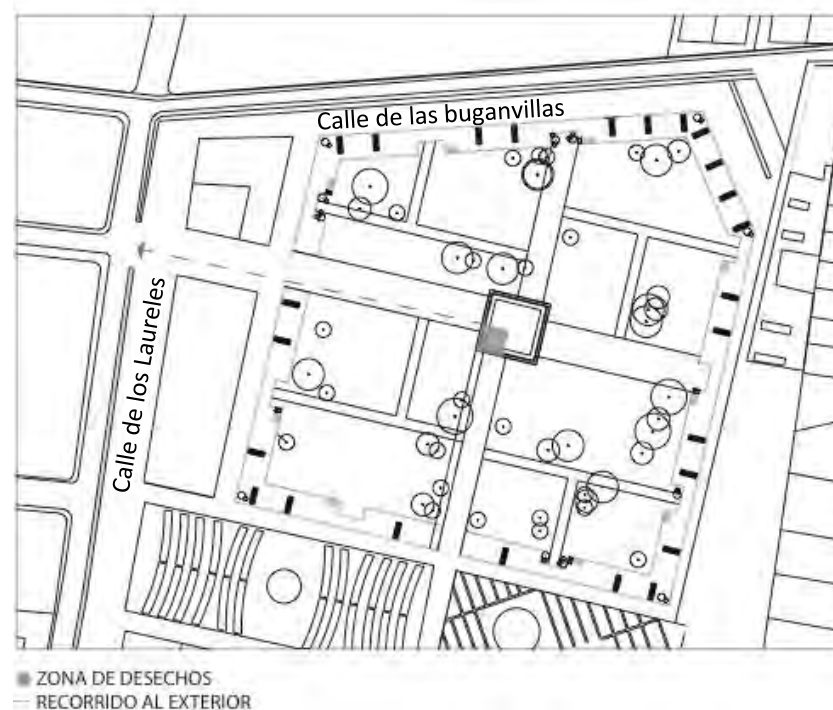 Calle de las buganvillas
Calle de los Laureles
ZONA DE DESECHOS
RECORRIDO AL EXTERIOR